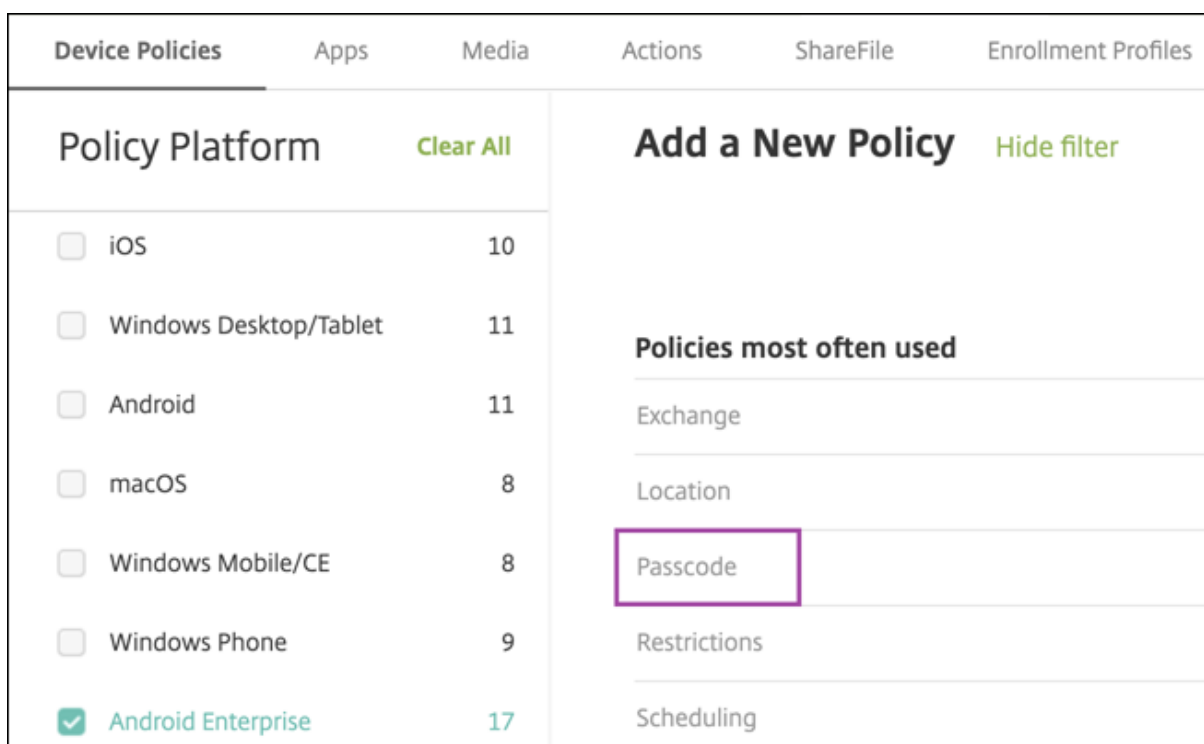 Device Policies Apps Media Actions ShareFile Enrollment Profiles
Policy Platform Clear All
iOS 10
Windows Desktop/Tablet 11
Android 11
macOS 8
Windows Mobile/CE 8
Windows Phone 9
Android Enterprise 17
Add a New Policy Hide filter
Policies most often used
Exchange
Location
Passcode
Restrictions
Scheduling